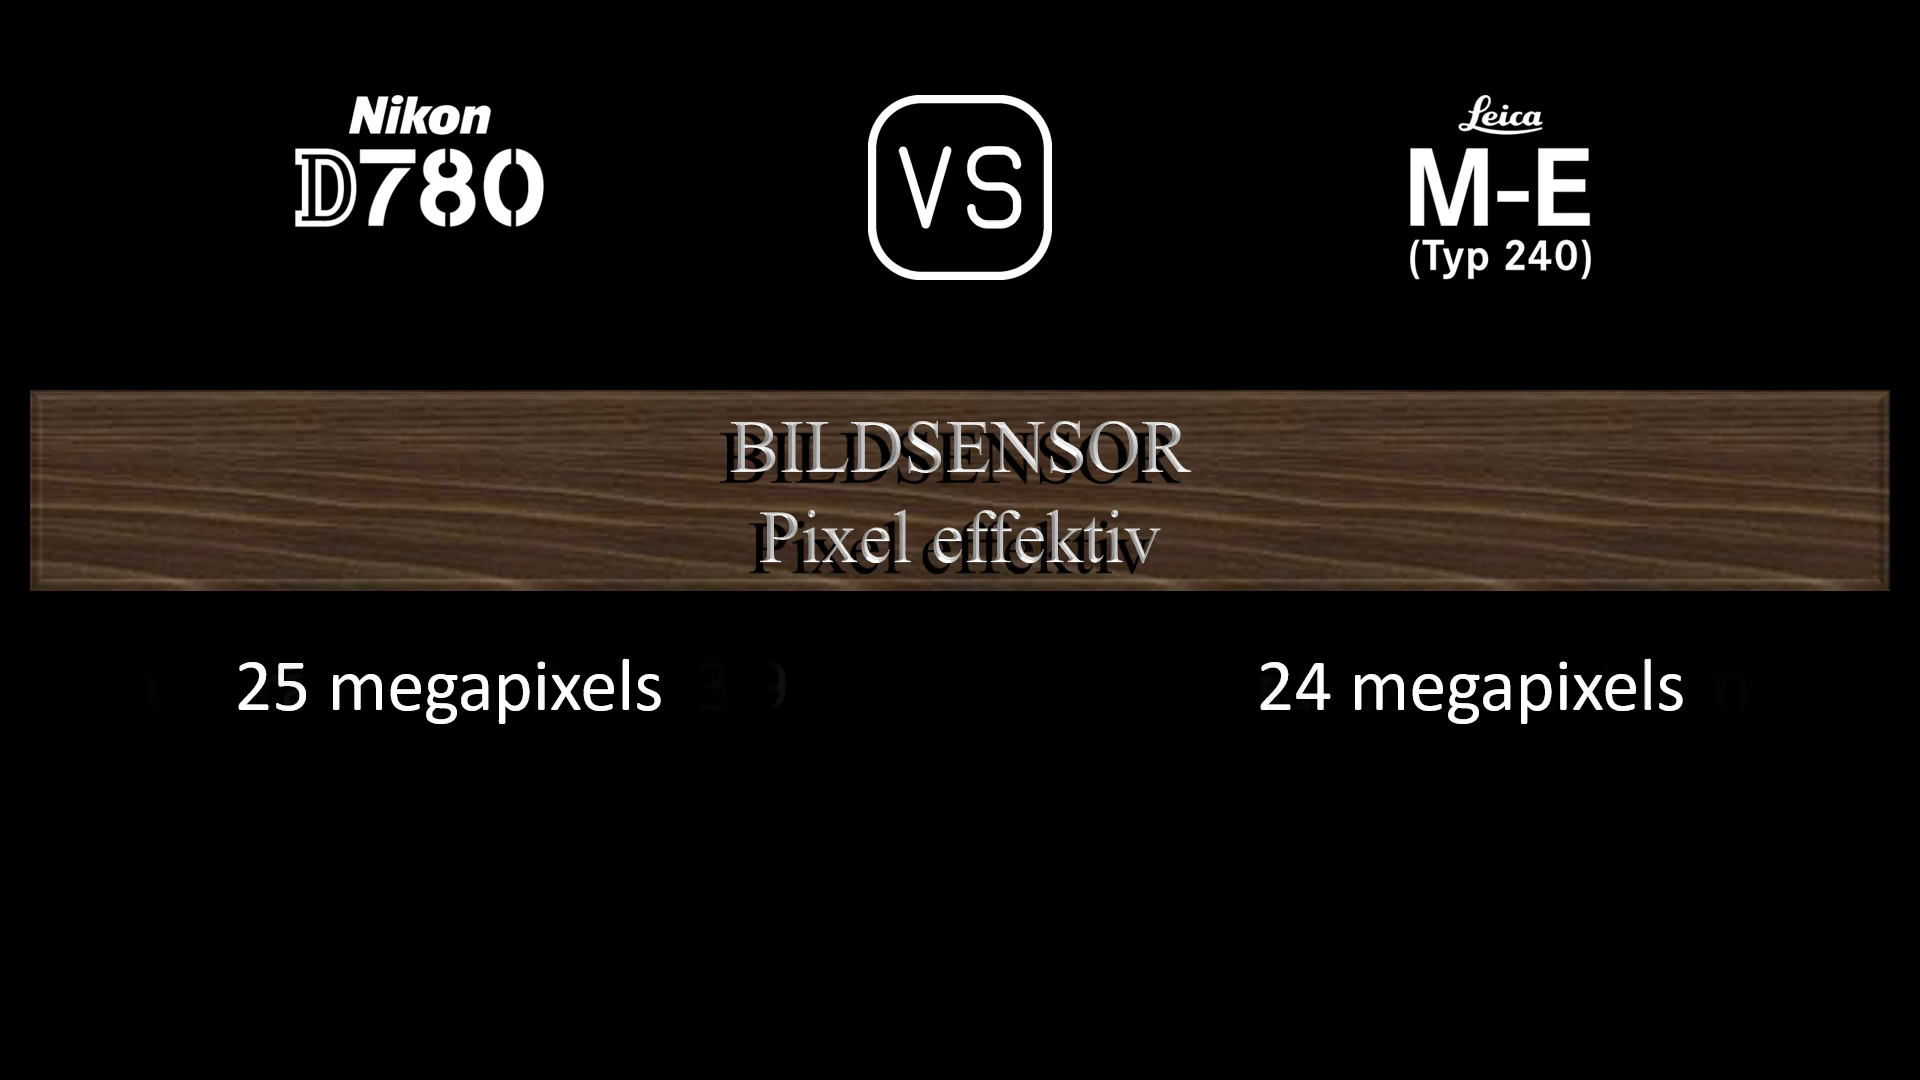 Nikon
D780
VS
Leica
M-E
(Typ 240)
BILDSENSOR
Pixel effektiv
25 megapixels
24 megapixels